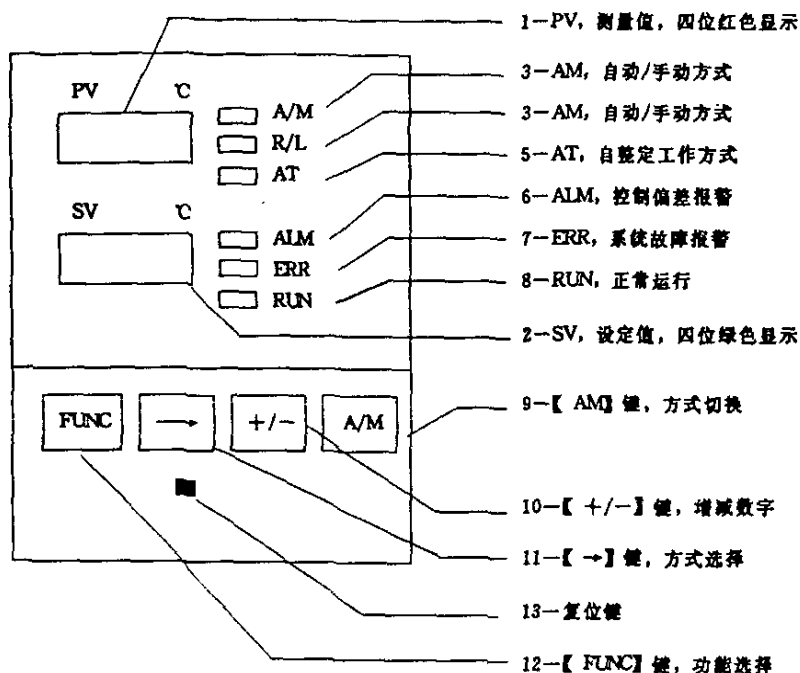 1—PV, 测量值, 四位红色显示
3—AM, 自动/手动方式
PV ℃
A/M
3—AM, 自动/手动方式
R/L
5—AT, 自整定工作方式
AT
6—ALM, 控制偏差报警
SV ℃
ALM
7—ERR, 系统故障报警
ERR
8—RUN, 正常运行
RUN
2—SV, 设定值, 四位绿色显示
9—【 AM】键, 方式切换
FUNC → +/− A/M
10—【 +/−】键, 增减数字
11—【 →】键, 方式选择
13—复位键
12—【 FUNC】键, 功能选择